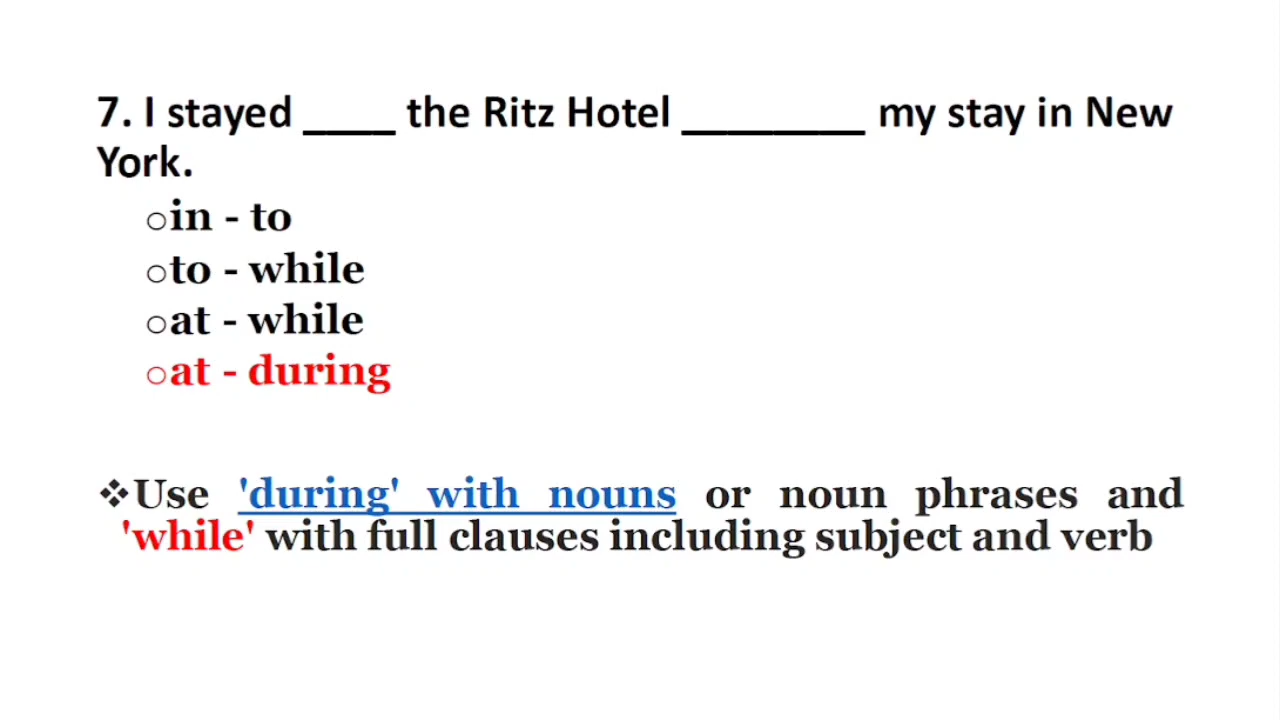 7. I stayed ____ the Ritz Hotel ________ my stay in New
York.
○in - to
○to - while
○at - while
○at - during
❖Use 'during' with nouns or noun phrases and
'while' with full clauses including subject and verb